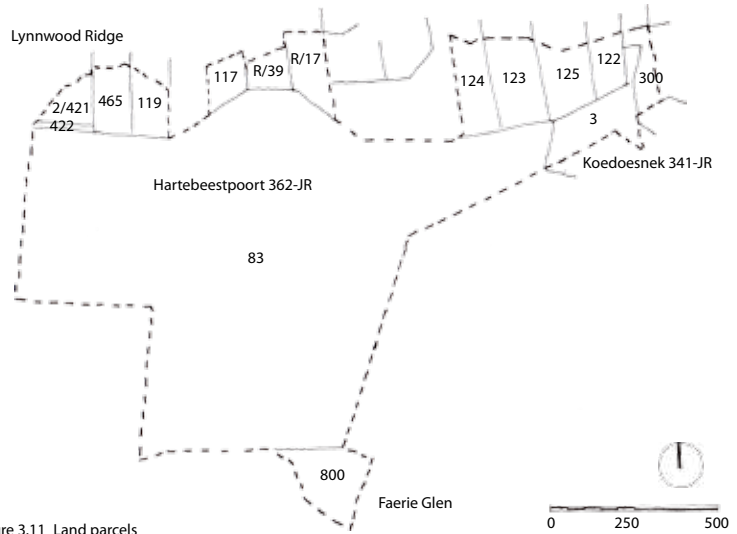 Lynnwood Ridge
2/421
422
465
119
117
R/39
R/17
124
123
125
122
300
3
Koedoesnek 341-JR
Hartebeestpoort 362-JR
83
800
Faerie Glen
0 250 500
re 3.11 Land parcels